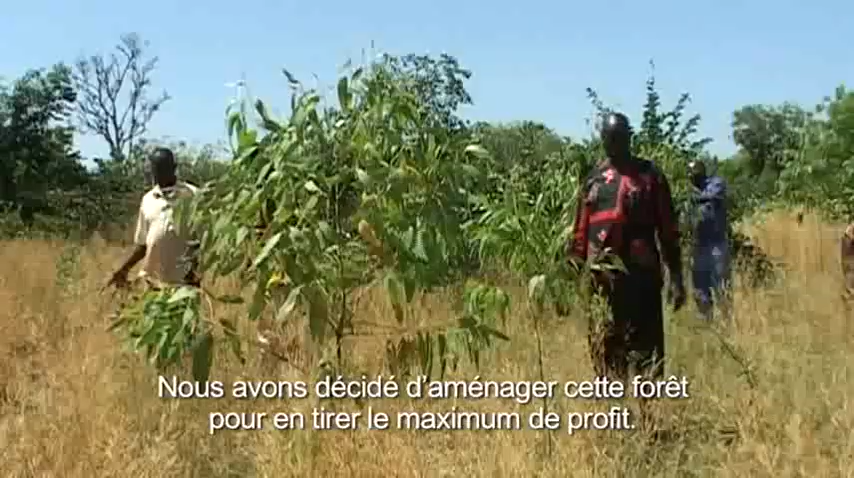 Nous avons décidé d'aménager cette forêt
pour en tirer le maximum de profit.